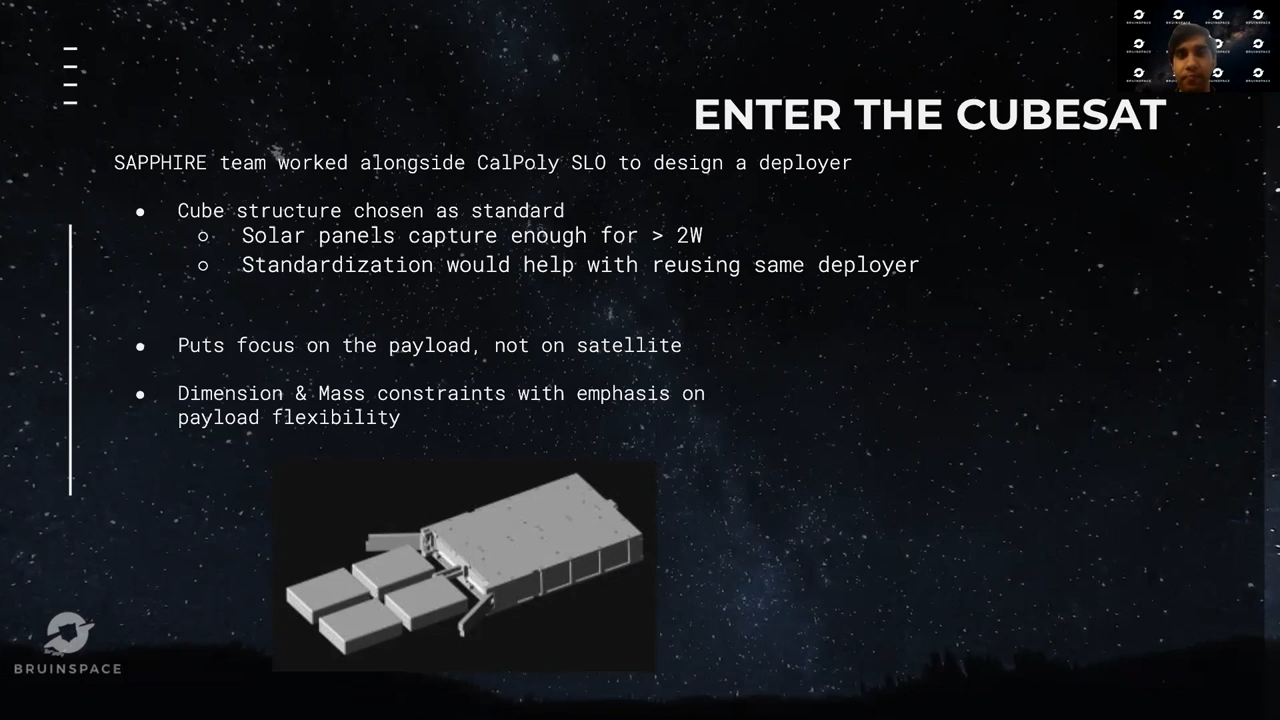 ENTER THE CUBESAT
SAPPHIRE team worked alongside CalPoly SLO to design a deployer
● Cube structure chosen as standard
○ Solar panels capture enough for > 2W
○ Standardization would help with reusing same deployer
● Puts focus on the payload, not on satellite
● Dimension & Mass constraints with emphasis on
payload flexibility
BRUINSPACE